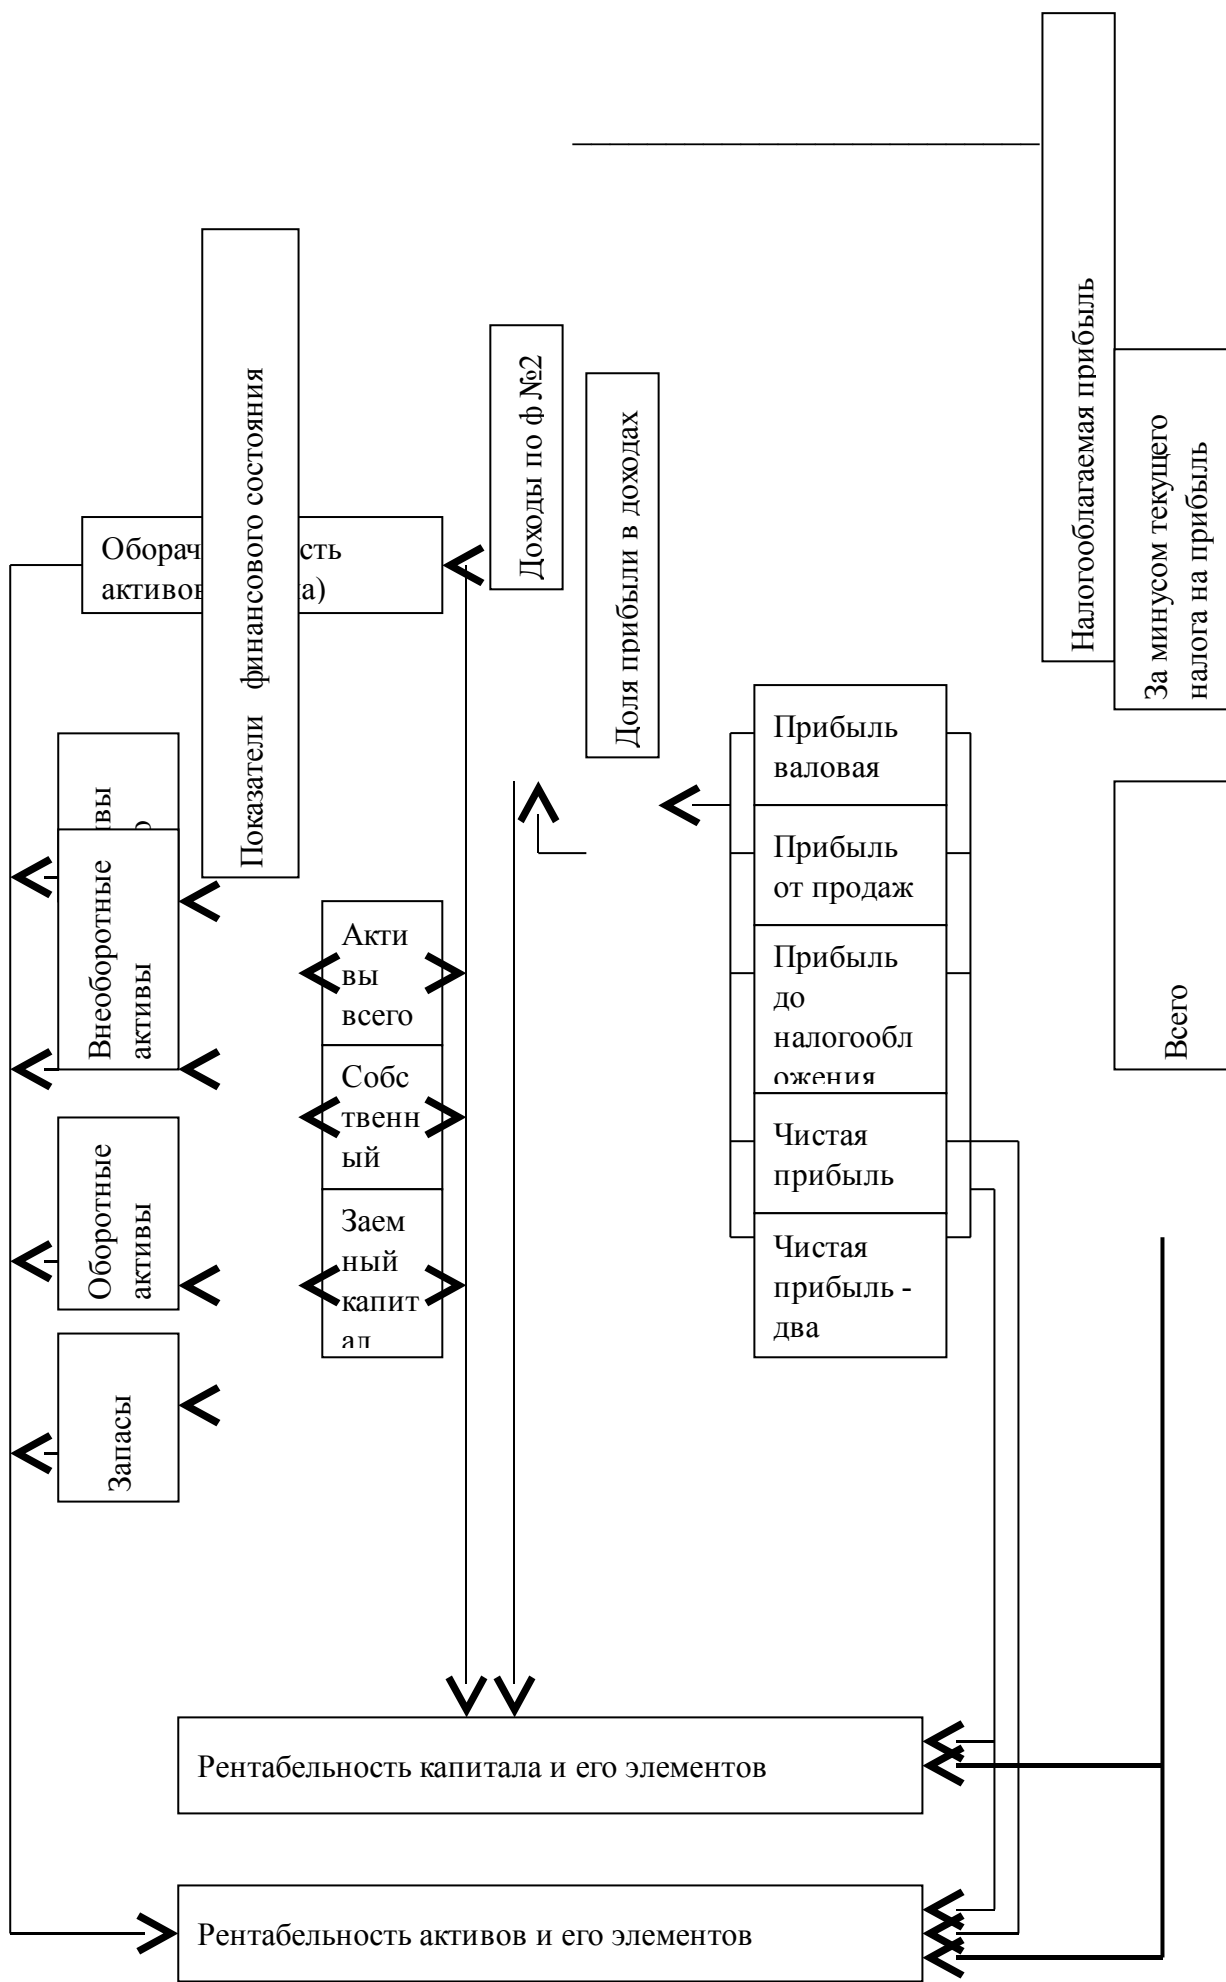 Налогооблагаемая прибыль
За минусом текущего
налога на прибыль
Всего
Показатели финансового состояния
Доходы по ф №2
Доля прибыли в доходах
Внеоборотные
активы
Оборотные
активы
Запасы
Акти
вы
всего
Собс
твенн
ый
Заем
ный
капит
ал
Прибыль
валовая
Прибыль
от продаж
Прибыль
до
налогообл
ожения
Чистая
прибыль
Чистая
прибыль -
два
Рентабельность капитала и его элементов
Рентабельность активов и его элементов